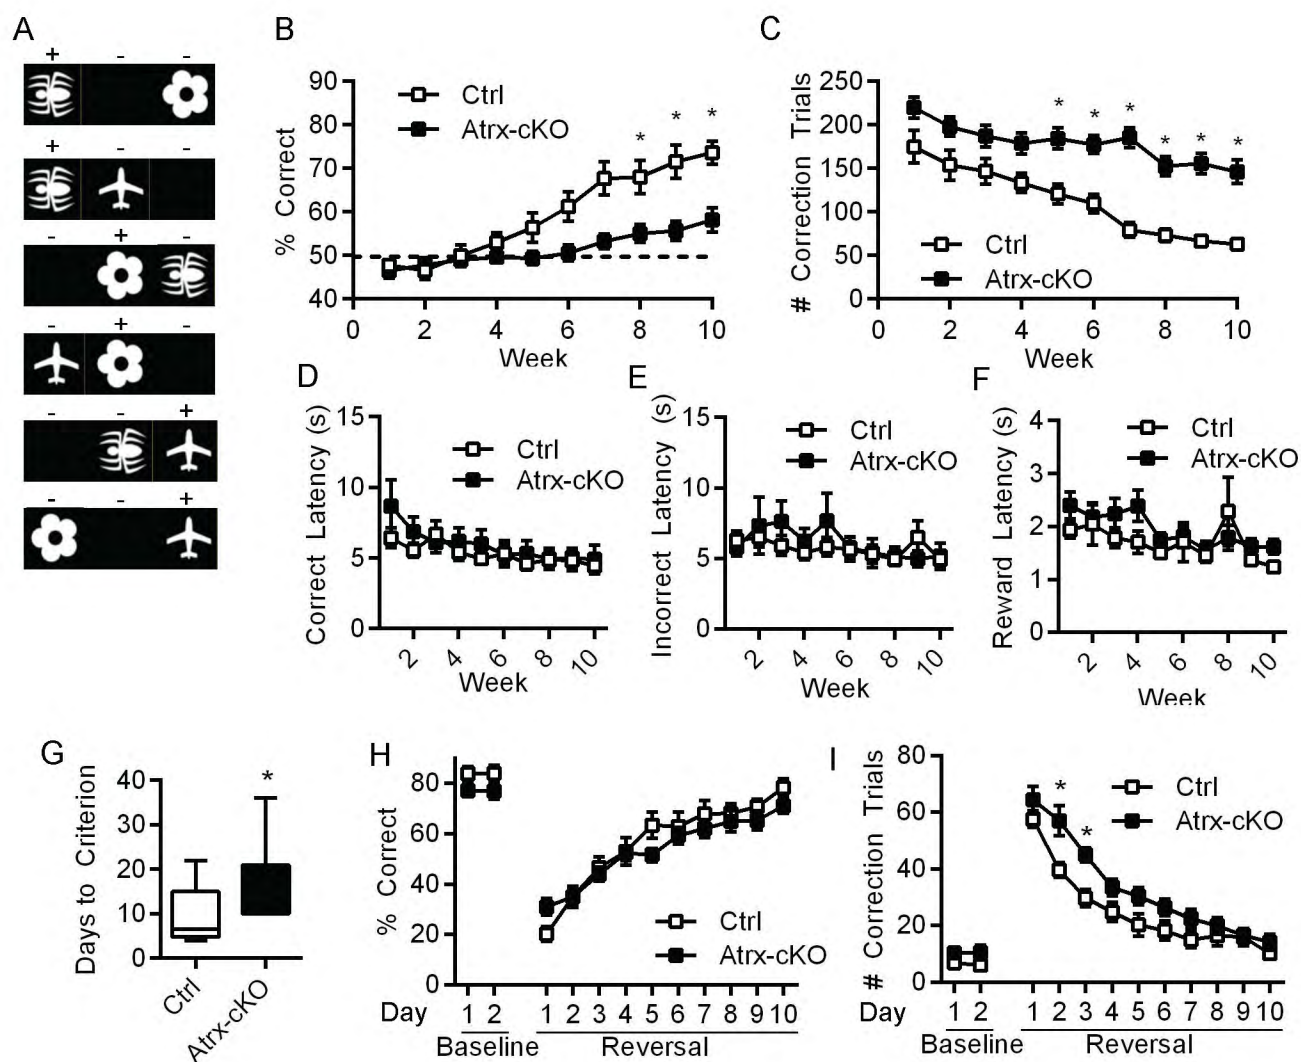 A
+ - -
+ - -
- + -
- + -
- - +
- - +
B
% Correct
90
80
70
60
50
40
Ctrl
Atrx-cKO
* * *
0 2 4 6 8 10
Week
C
# Correction Trials
250
200
150
100
50
0
* * * * * *
Ctrl
Atrx-cKO
0 2 4 6 8 10
Week
D
Correct Latency (s)
15
10
5
0
Ctrl
Atrx-cKO
2 4 6 8 10
Week
E
Incorrect Latency (s)
15
10
5
0
Ctrl
Atrx-cKO
2 4 6 8 10
Week
F
Reward Latency (s)
4
3
2
1
0
Ctrl
Atrx-cKO
2 4 6 8 10
Week
G
Days to Criterion
40
30
20
10
0
*
Ctrl
Atrx-cKO
H
% Correct
80
60
40
20
0
Ctrl
Atrx-cKO
Day 1 2 1 2 3 4 5 6 7 8 9 10
Baseline Reversal
I
# Correction Trials
80
60
40
20
0
* *
Ctrl
Atrx-cKO
Day 1 2 1 2 3 4 5 6 7 8 9 10
Baseline Reversal